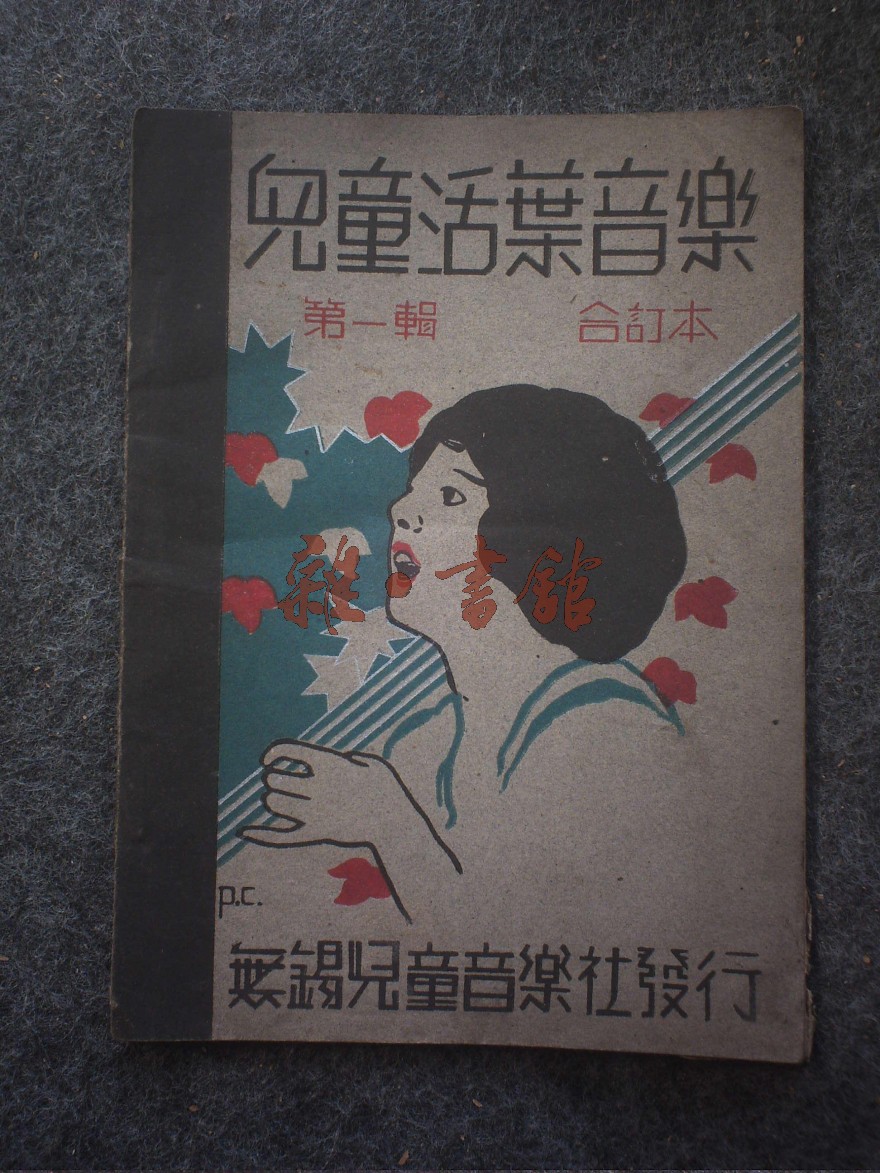 兒童活葉音樂
第一輯 合訂本
雜·書館
p.c.
無錫兒童音樂社發行